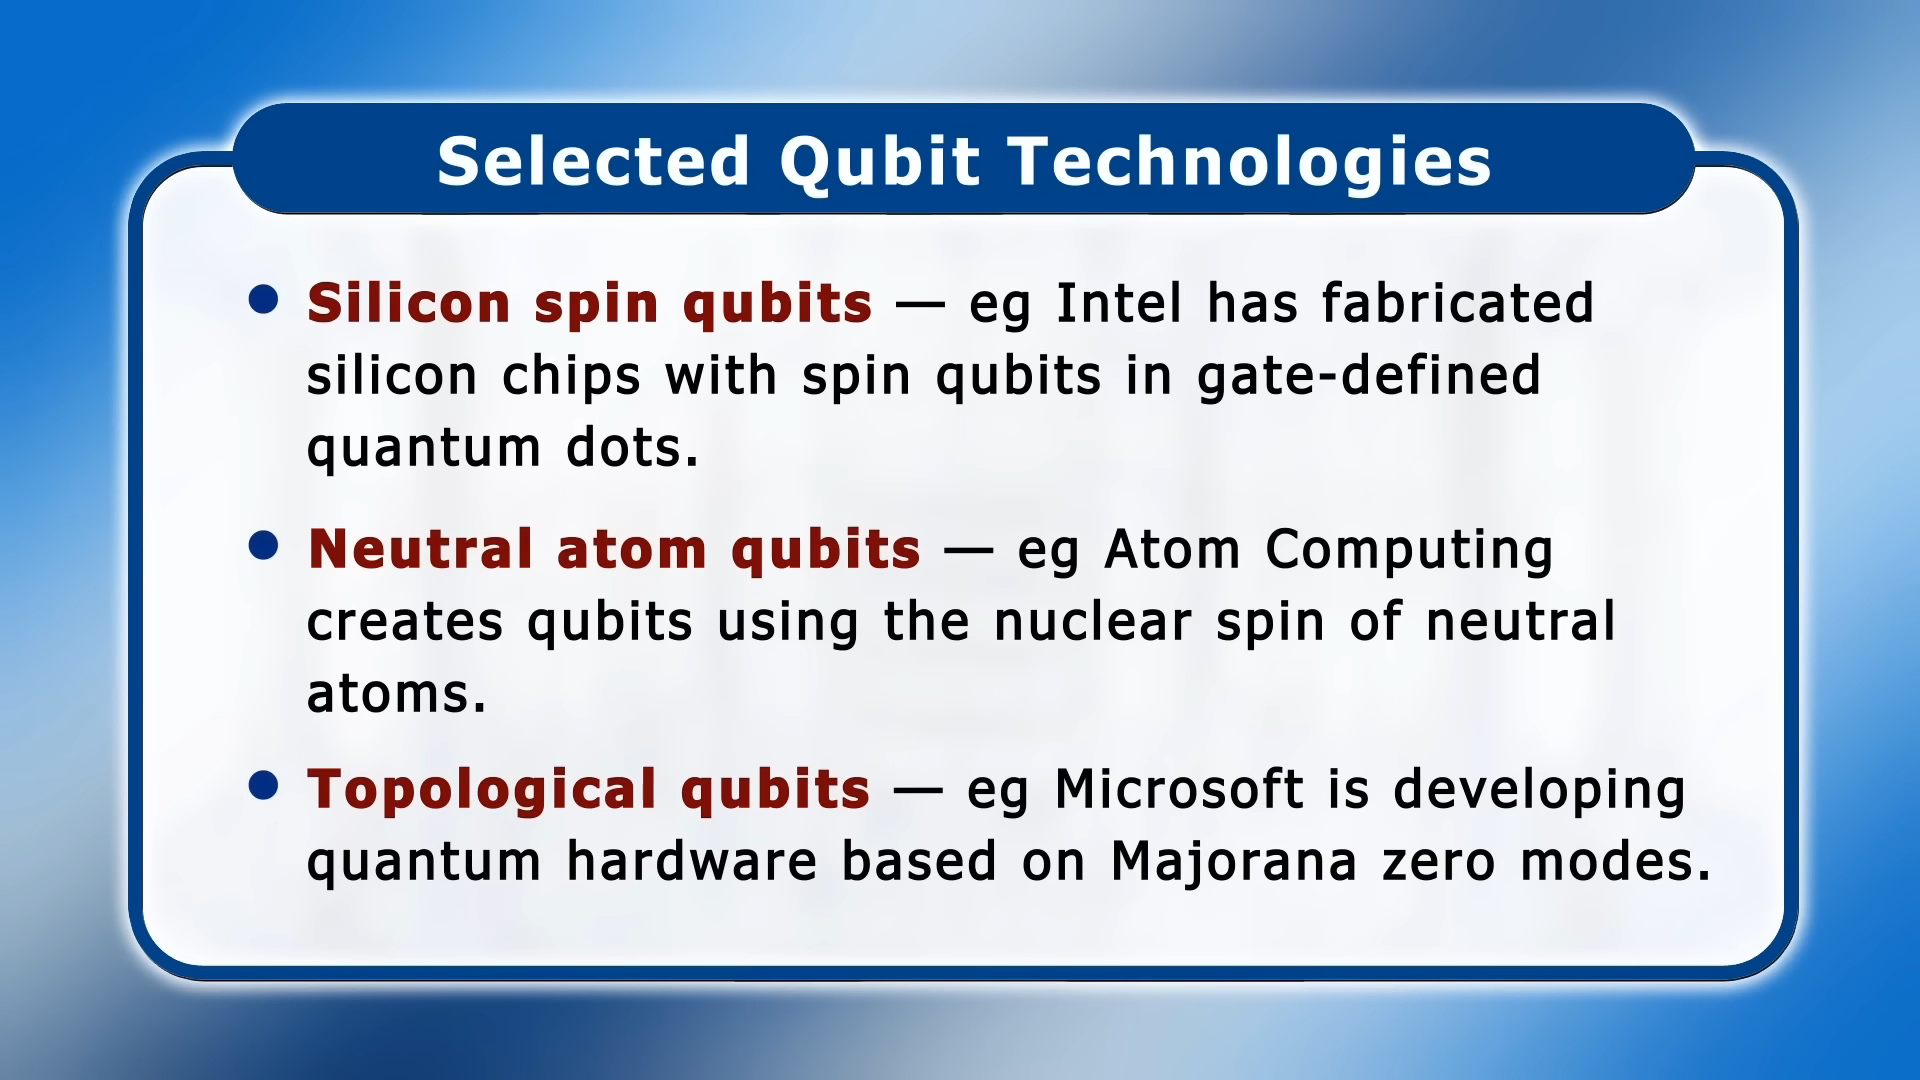 Selected Qubit Technologies
• Silicon spin qubits — eg Intel has fabricated
silicon chips with spin qubits in gate-defined
quantum dots.
• Neutral atom qubits — eg Atom Computing
creates qubits using the nuclear spin of neutral
atoms.
• Topological qubits — eg Microsoft is developing
quantum hardware based on Majorana zero modes.